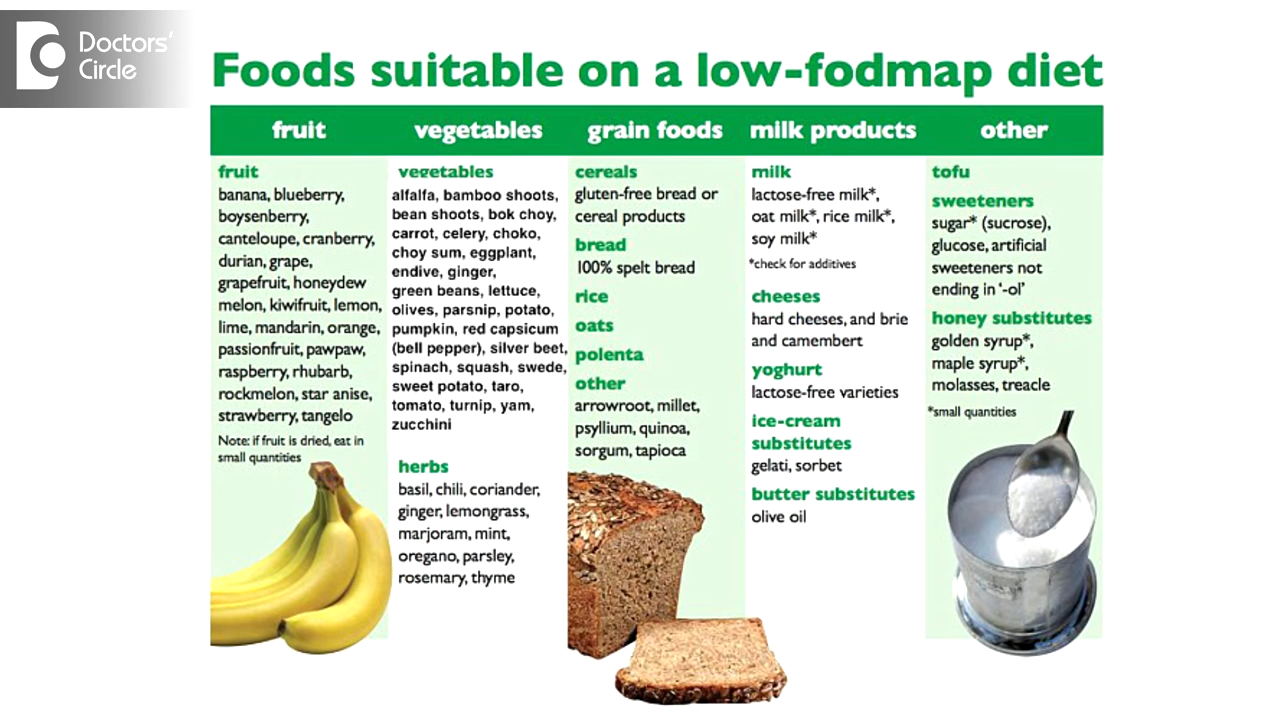 Doctors'
Circle
Foods suitable on a low-fodmap diet
fruit
vegetables
grain foods
milk products
other
fruit
banana, blueberry,
boysenberry,
canteloupe, cranberry,
durian, grape,
grapefruit, honeydew
melon, kiwifruit, lemon,
lime, mandarin, orange,
passionfruit, pawpaw,
raspberry, rhubarb,
rockmelon, star anise,
strawberry, tangelo
Note: if fruit is dried, eat in
small quantities
vegetables
alfalfa, bamboo shoots,
bean shoots, bok choy,
carrot, celery, choko,
choy sum, eggplant,
endive, ginger,
green beans, lettuce,
olives, parsnip, potato,
pumpkin, red capsicum
(bell pepper), silver beet,
spinach, squash, swede,
sweet potato, taro,
tomato, turnip, yam,
zucchini
herbs
basil, chili, coriander,
ginger, lemongrass,
marjoram, mint,
oregano, parsley,
rosemary, thyme
cereals
gluten-free bread or
cereal products
bread
100% spelt bread
rice
oats
polenta
other
arrowroot, millet,
psyllium, quinoa,
sorgum, tapioca
milk
lactose-free milk*,
oat milk*, rice milk*,
soy milk*
*check for additives
cheeses
hard cheeses, and brie
and camembert
yoghurt
lactose-free varieties
ice-cream
substitutes
gelati, sorbet
butter substitutes
olive oil
tofu
sweeteners
sugar* (sucrose),
glucose, artificial
sweeteners not
ending in '-ol'
honey substitutes
golden syrup*,
maple syrup*,
molasses, treacle
*small quantities